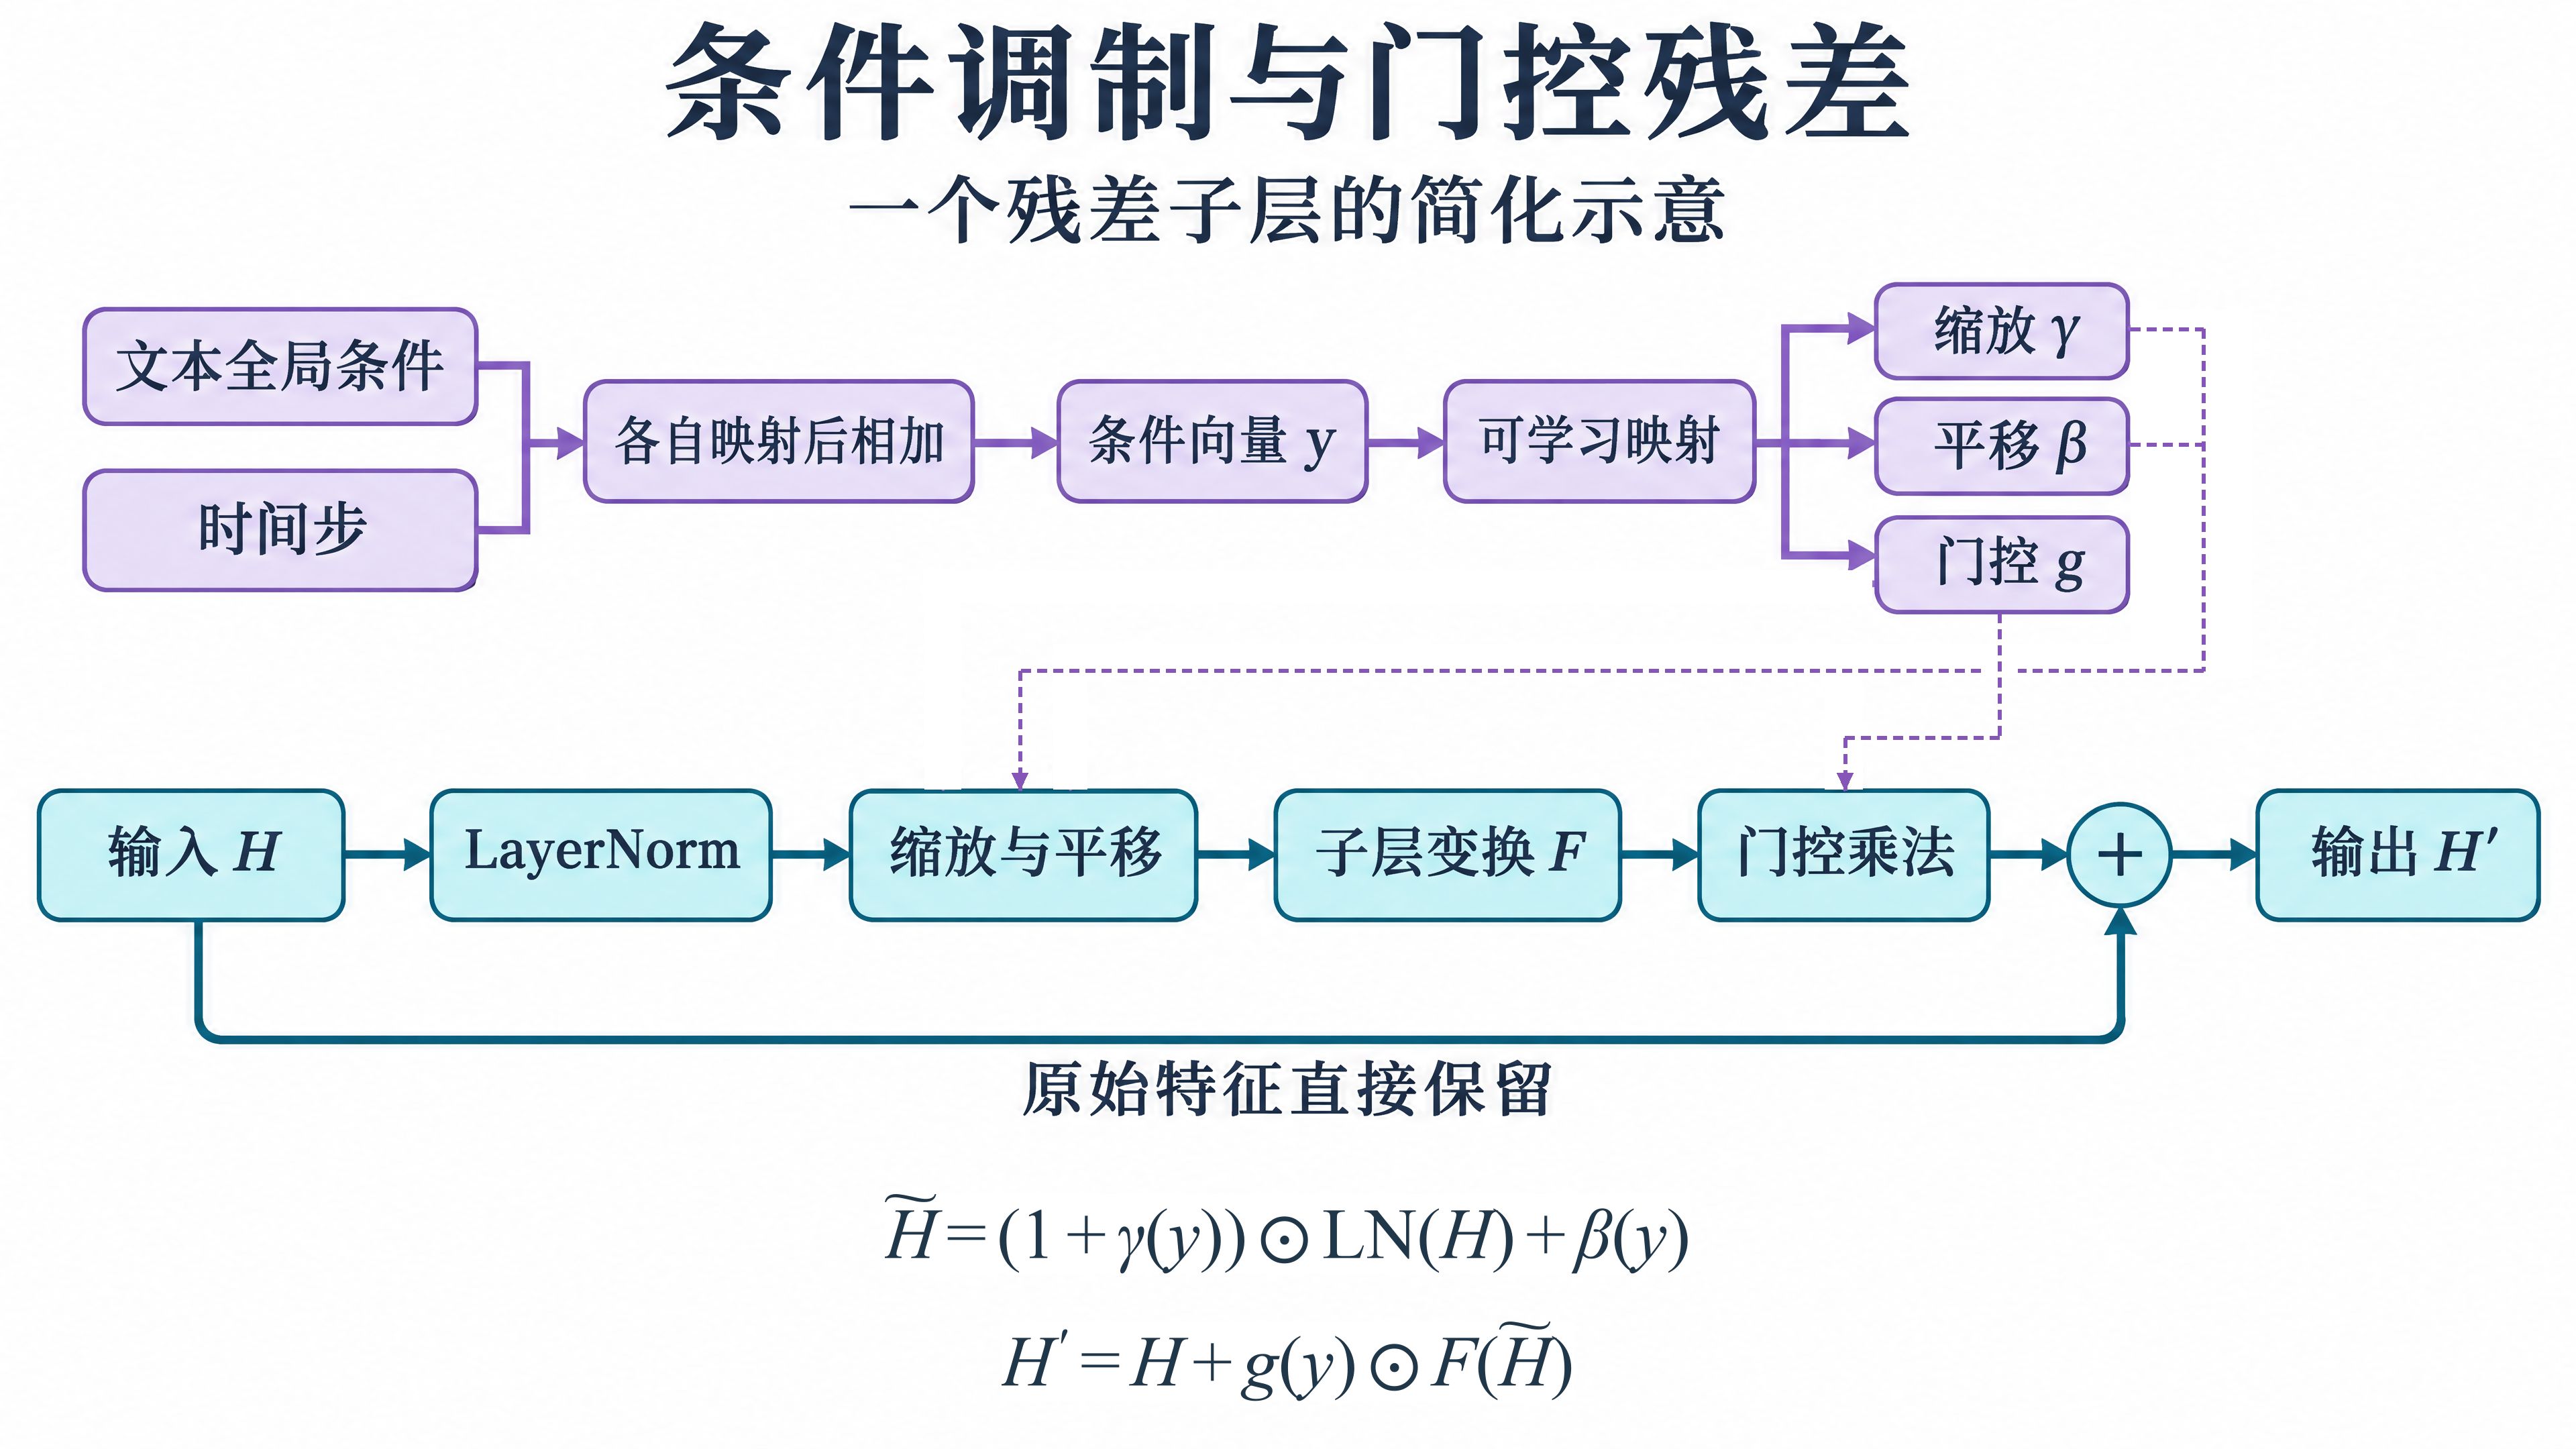 条件调制与门控残差
一个残差子层的简化示意
文本全局条件
时间步
各自映射后相加
条件向量 y
可学习映射
缩放 γ
平移 β
门控 g
输入 H
LayerNorm
缩放与平移
子层变换 F
门控乘法
+
输出 H′
原始特征直接保留
H̃ = (1 + γ(y)) ⊙ LN(H) + β(y)
H′ = H + g(y) ⊙ F(H̃)